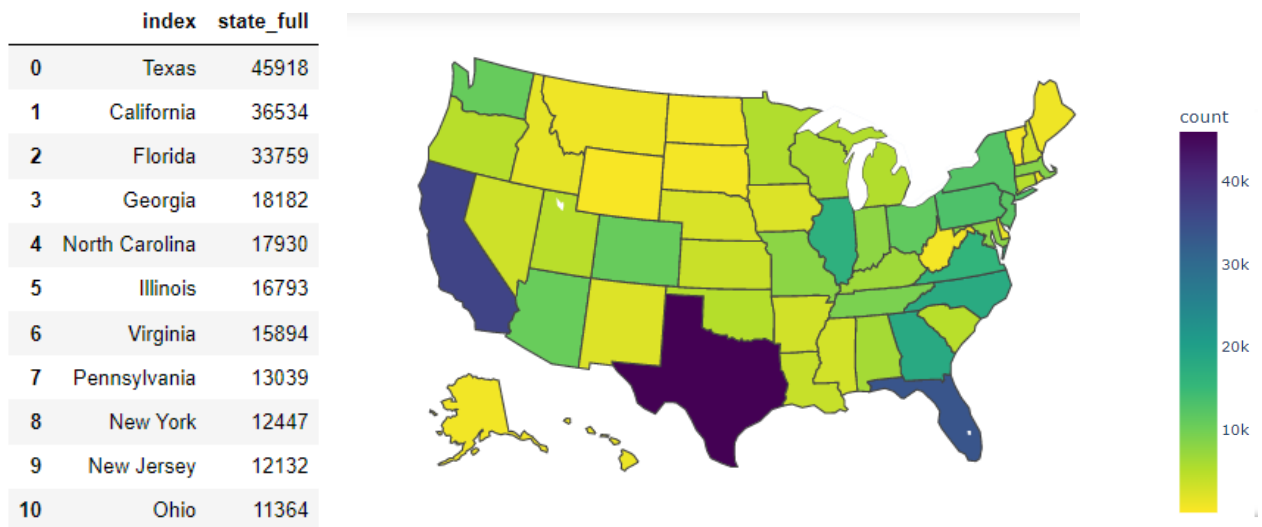 index state_full
0 Texas 45918
1 California 36534
2 Florida 33759
3 Georgia 18182
4 North Carolina 17930
5 Illinois 16793
6 Virginia 15894
7 Pennsylvania 13039
8 New York 12447
9 New Jersey 12132
10 Ohio 11364
count
40k
30k
20k
10k